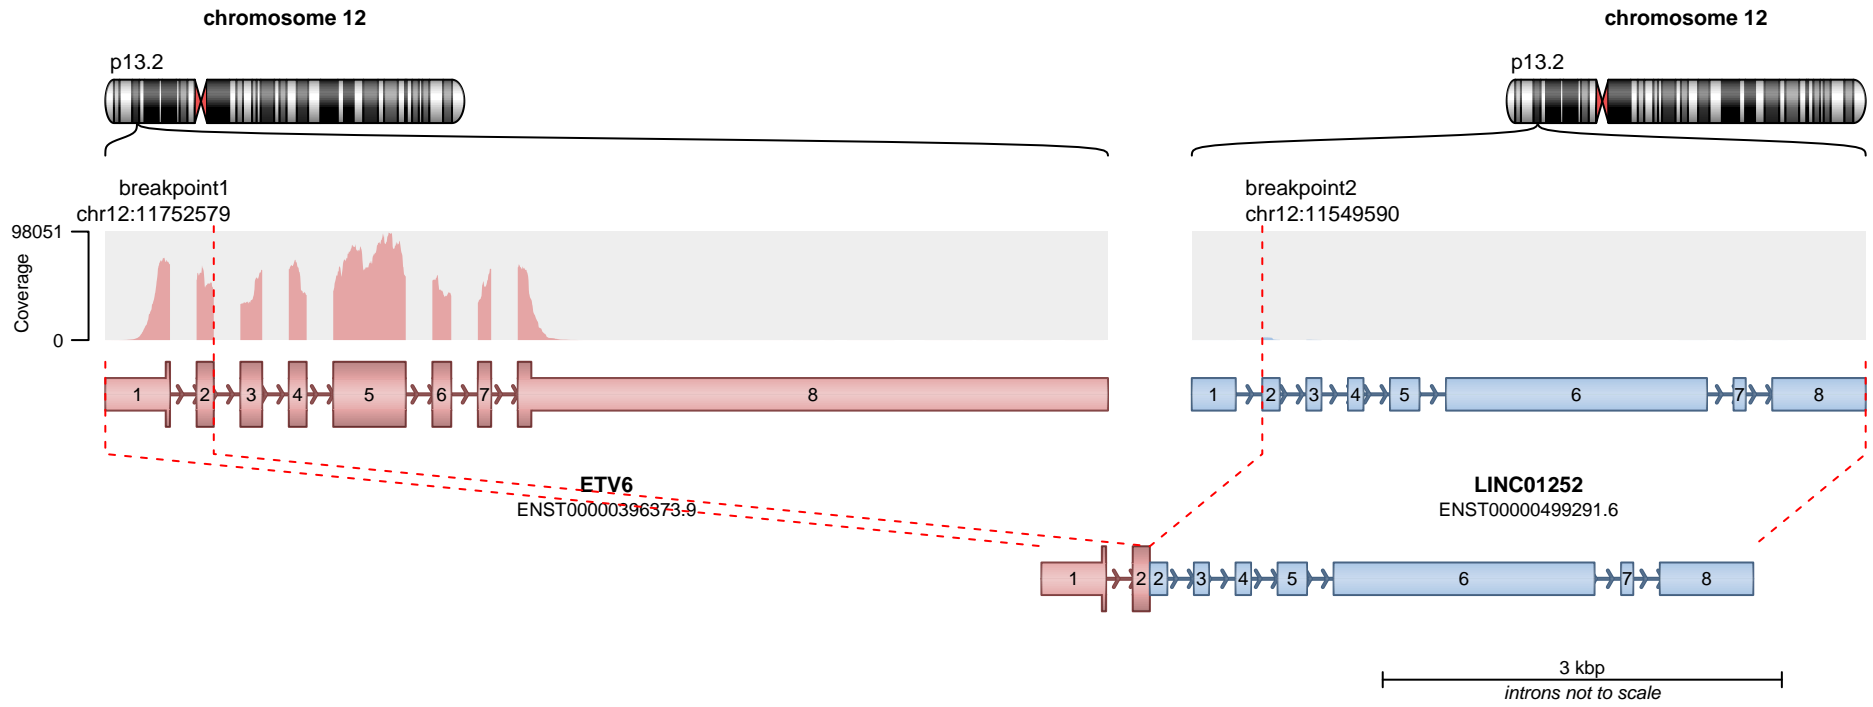 chromosome 12
chromosome 12
p13.2
p13.2
breakpoint1
chr12:11752579
breakpoint2
chr12:11549590
98051
Coverage
0
1 2 3 4 5 6 7 8
1 2 3 4 5 6 7 8
ETV6
ENST00000396373.9
LINC01252
ENST00000499291.6
1 2 2 3 4 5 6 7 8
3 kbp
introns not to scale